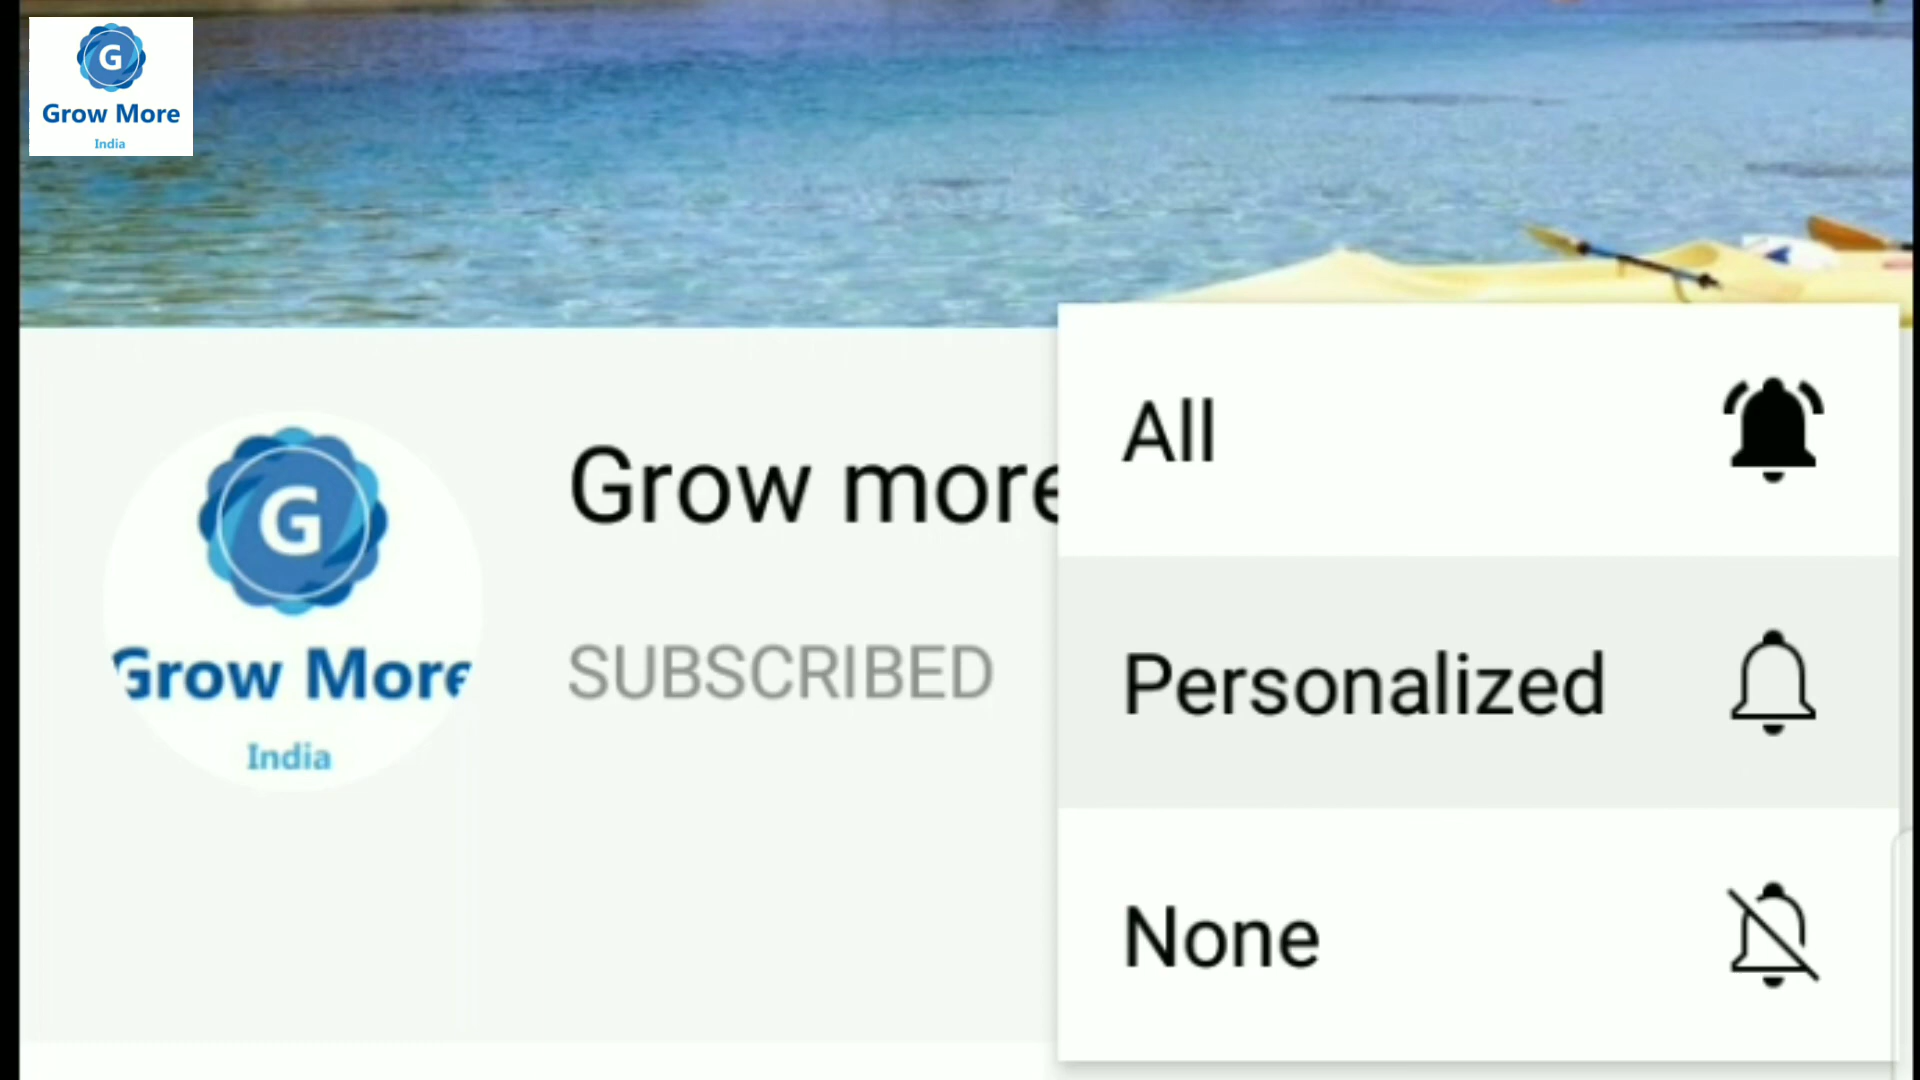 G
Grow More
India
All
Grow more
SUBSCRIBED
G
Grow More
India
Personalized
None